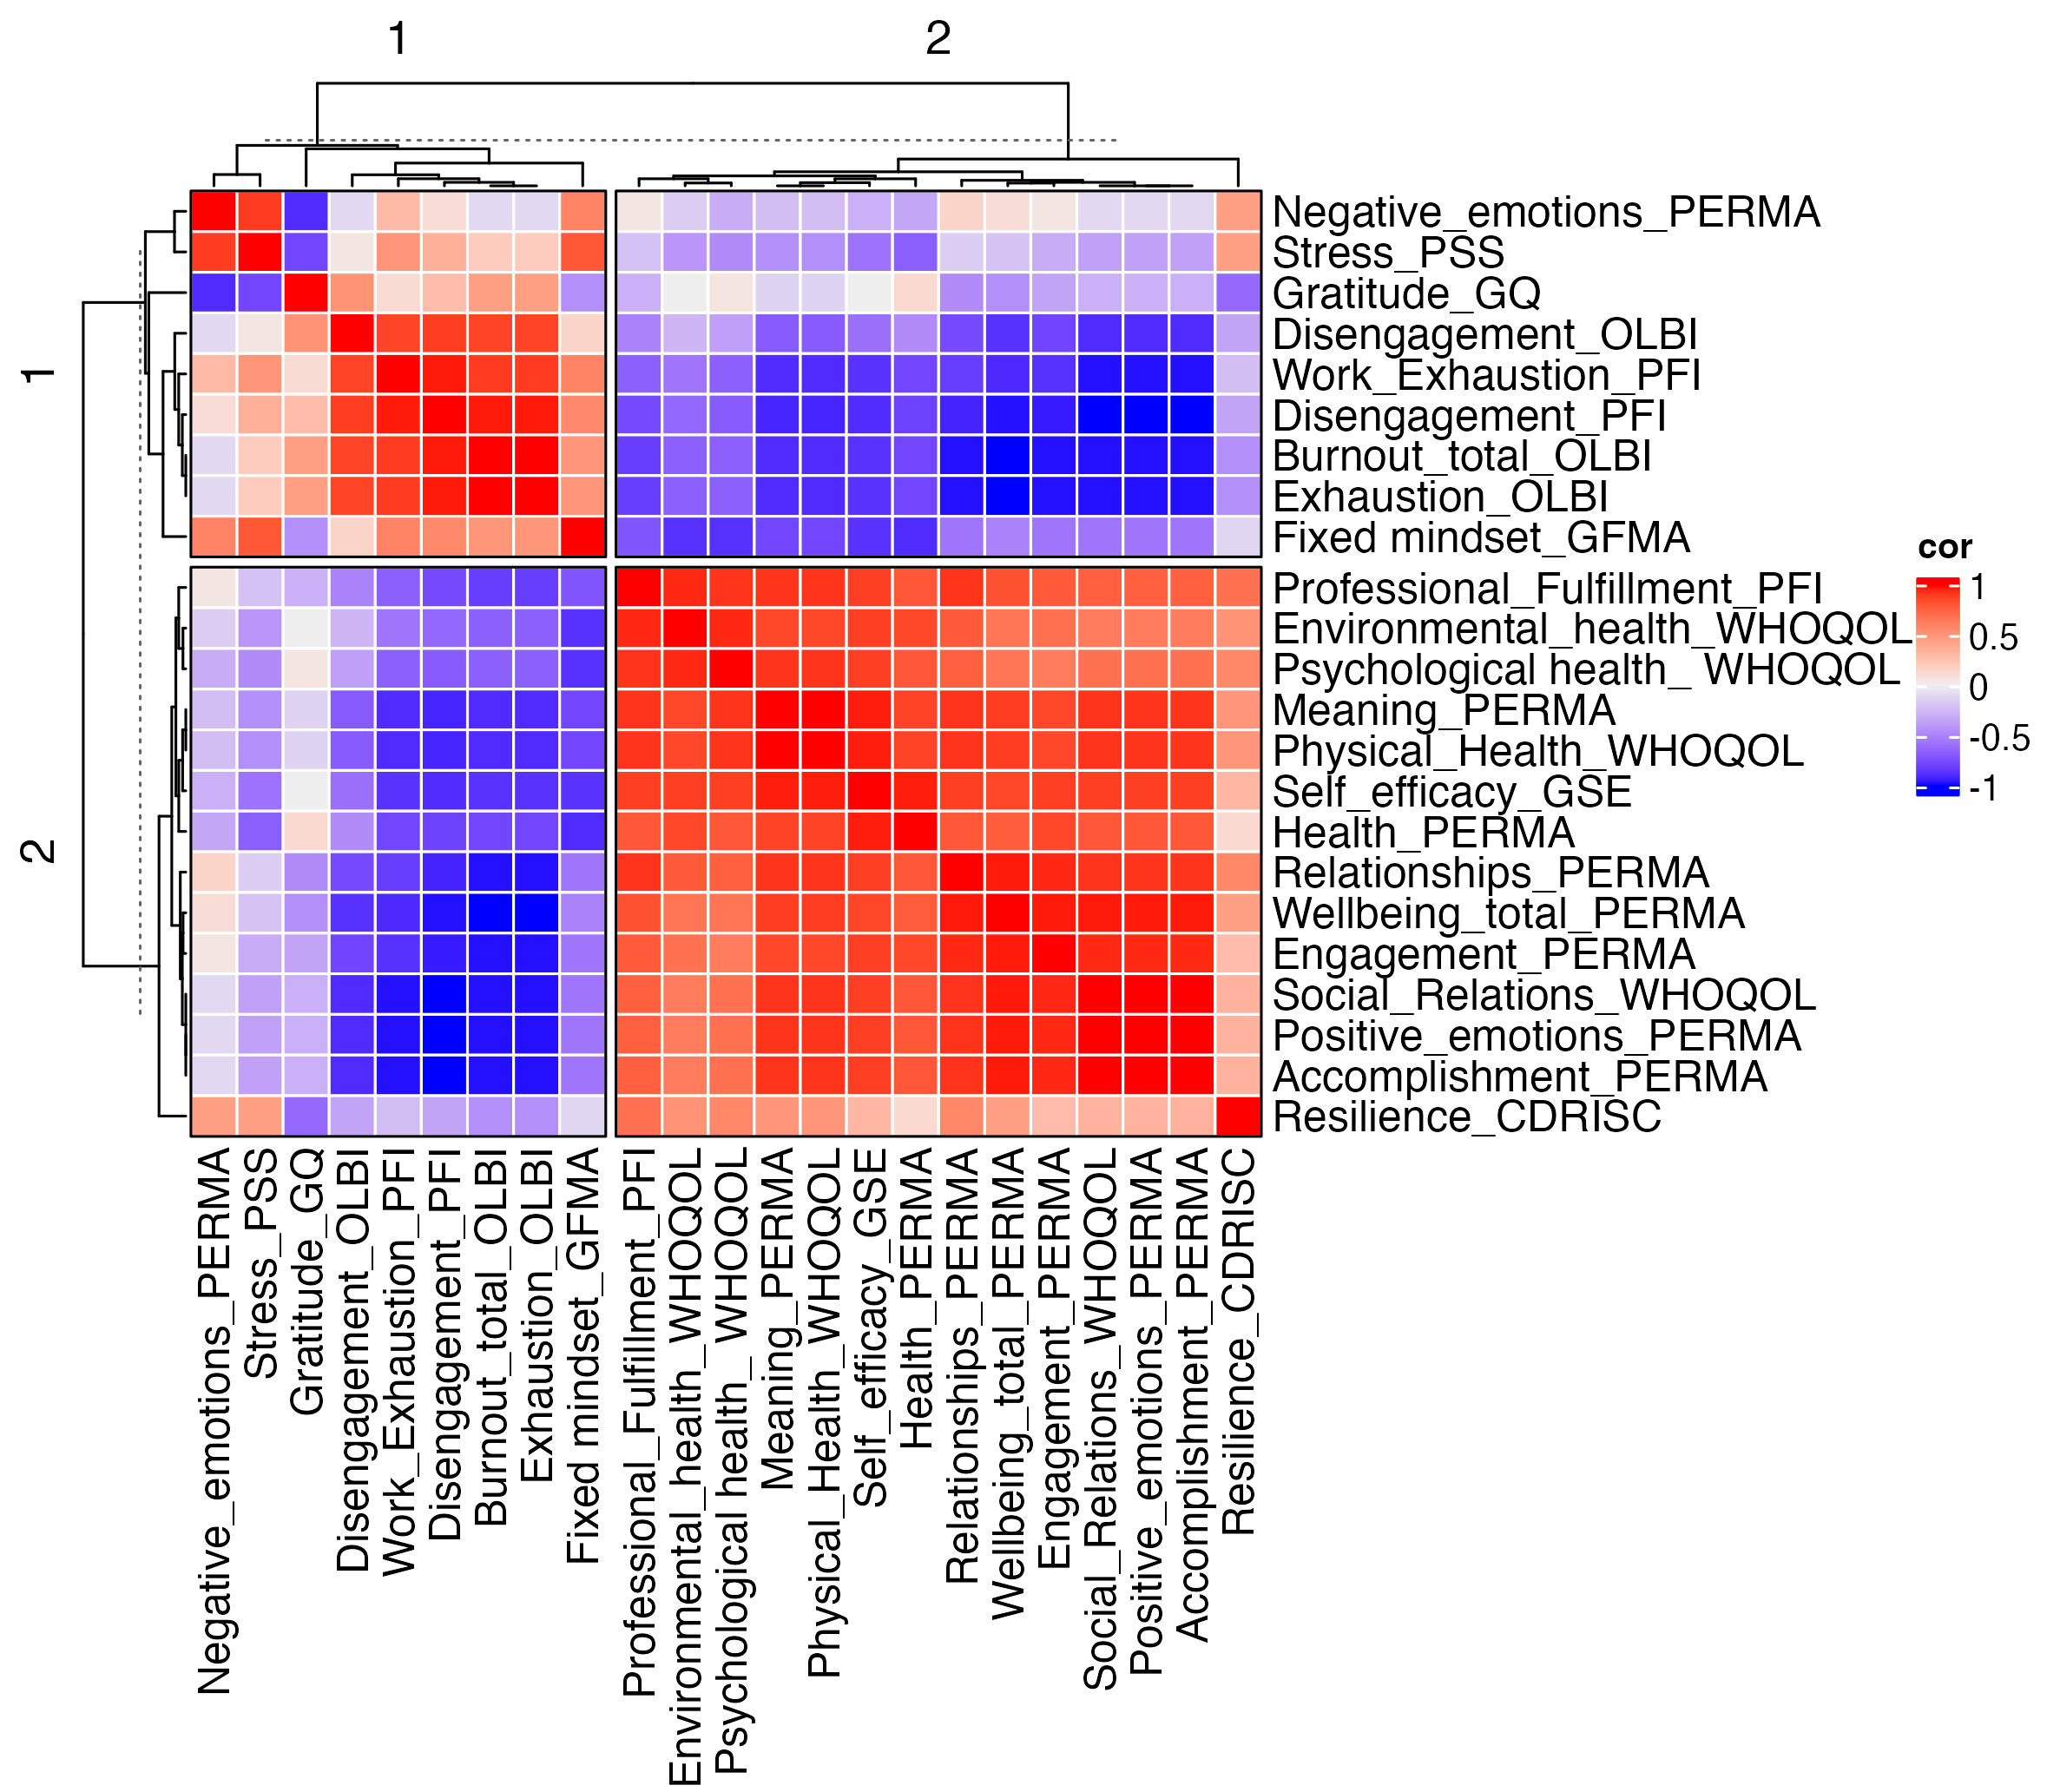 1
2
1
2
Negative_emotions_PERMA
Stress_PSS
Gratitude_GQ
Disengagement_OLBI
Work_Exhaustion_PFI
Disengagement_PFI
Burnout_total_OLBI
Exhaustion_OLBI
Fixed mindset_GFMA
Professional_Fulfillment_PFI
Environmental_health_WHOQOL
Psychological health_ WHOQOL
Meaning_PERMA
Physical_Health_WHOQOL
Self_efficacy_GSE
Health_PERMA
Relationships_PERMA
Wellbeing_total_PERMA
Engagement_PERMA
Social_Relations_WHOQOL
Positive_emotions_PERMA
Accomplishment_PERMA
Resilience_CDRISC
cor
1
0.5
0
-0.5
-1
Negative_emotions_PERMA
Stress_PSS
Gratitude_GQ
Disengagement_OLBI
Work_Exhaustion_PFI
Disengagement_PFI
Burnout_total_OLBI
Exhaustion_OLBI
Fixed mindset_GFMA
Professional_Fulfillment_PFI
Environmental_health_WHOQOL
Psychological health_ WHOQOL
Meaning_PERMA
Physical_Health_WHOQOL
Self_efficacy_GSE
Health_PERMA
Relationships_PERMA
Wellbeing_total_PERMA
Engagement_PERMA
Social_Relations_WHOQOL
Positive_emotions_PERMA
Accomplishment_PERMA
Resilience_CDRISC